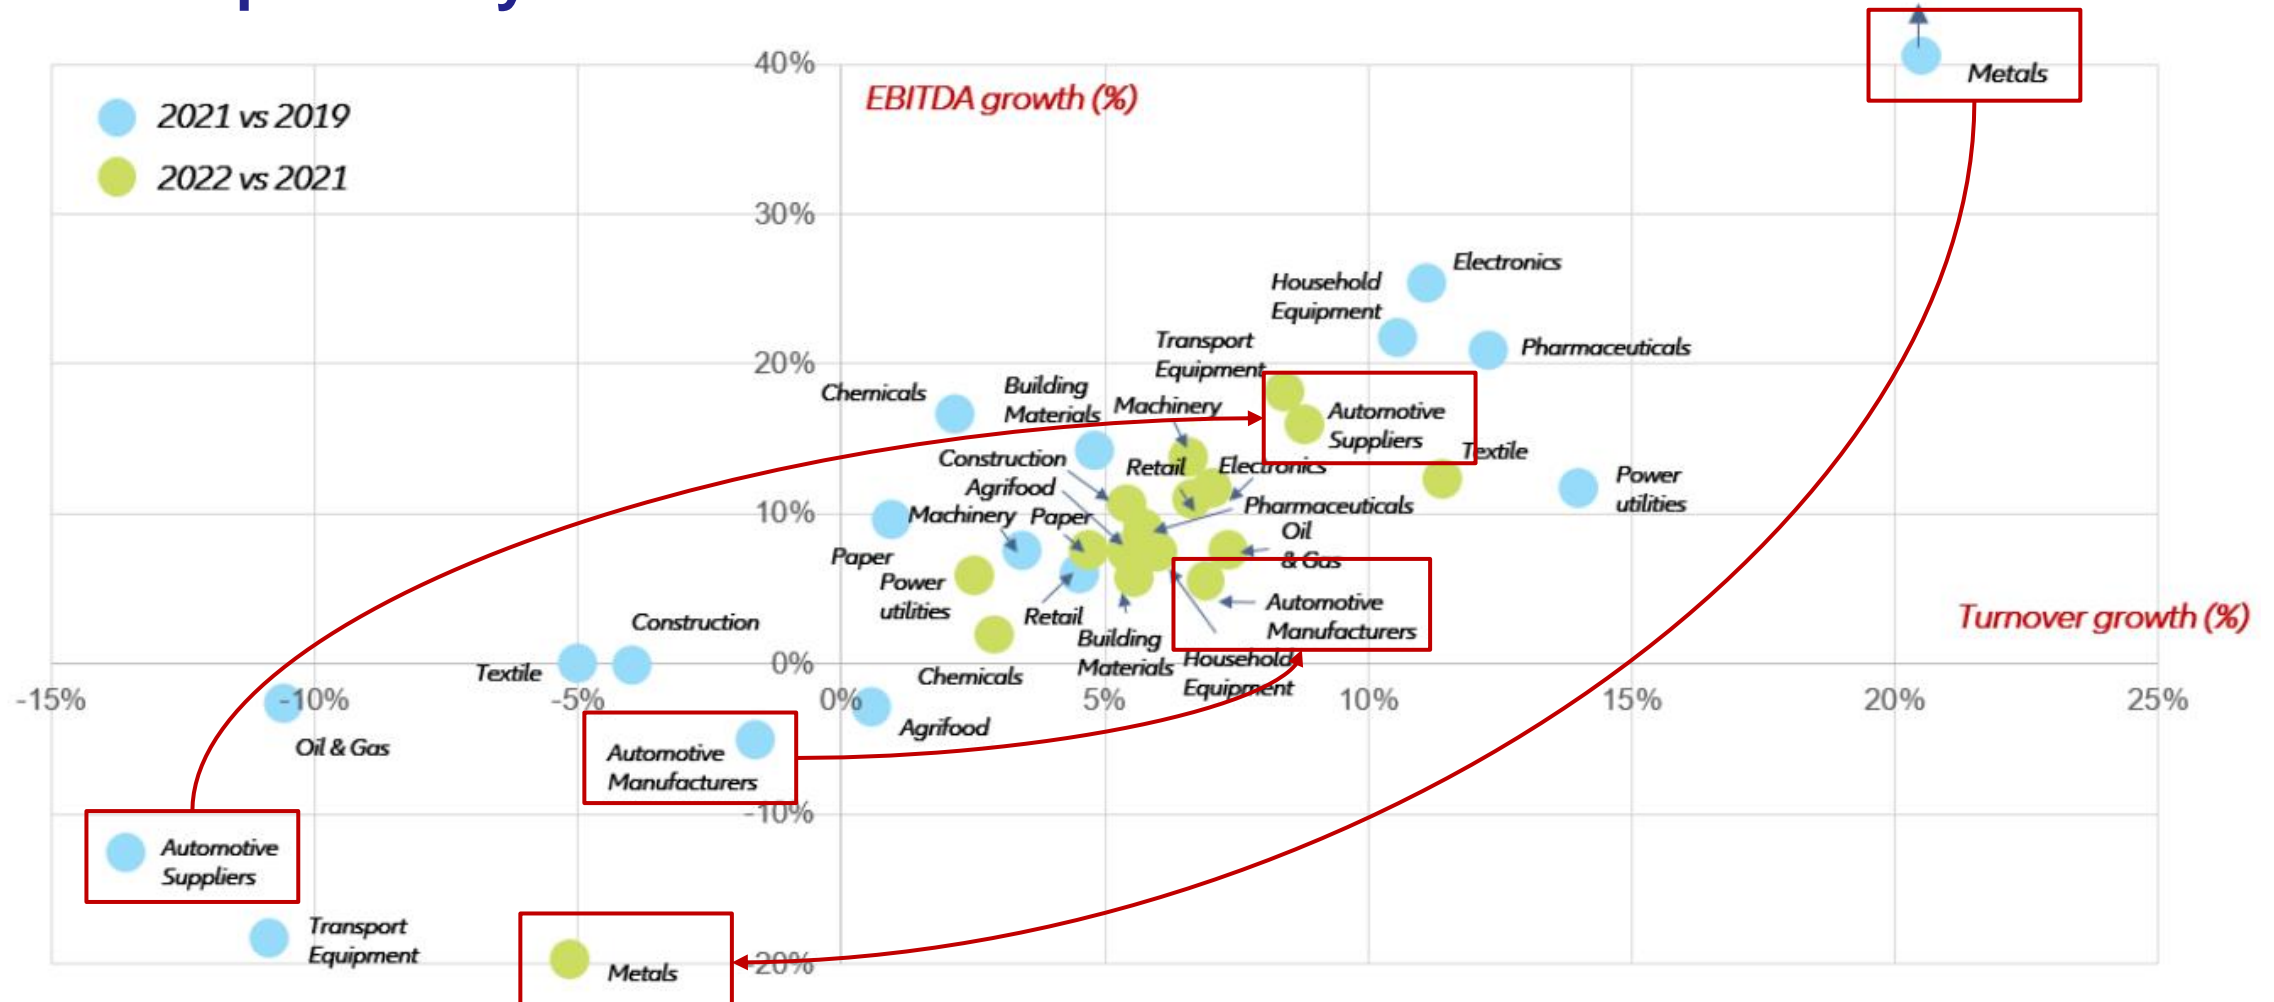 40%
Metals
EBITDA growth (%)
2021 vs 2019
2022 vs 2021
30%
Electronics
Household
Equipment
Transport
Equipment
Pharmaceuticals
20%
Chemicals
Building
Materials
Machinery
Automotive
Suppliers
Textile
Construction
Retail
Electronics
Power
utilities
Agrifood
Pharmaceuticals
10%
Machinery
Paper
Oil
& Gas
Paper
Power
utilities
Automotive
Manufacturers
Retail
Construction
Building
Materials
Turnover growth (%)
Household
Equipment
0%
Textile
Chemicals
-15%
-10%
-5%
0%
5%
10%
15%
20%
25%
Agrifood
Oil & Gas
Automotive
Manufacturers
-10%
Automotive
Suppliers
Transport
Equipment
Metals
-20%